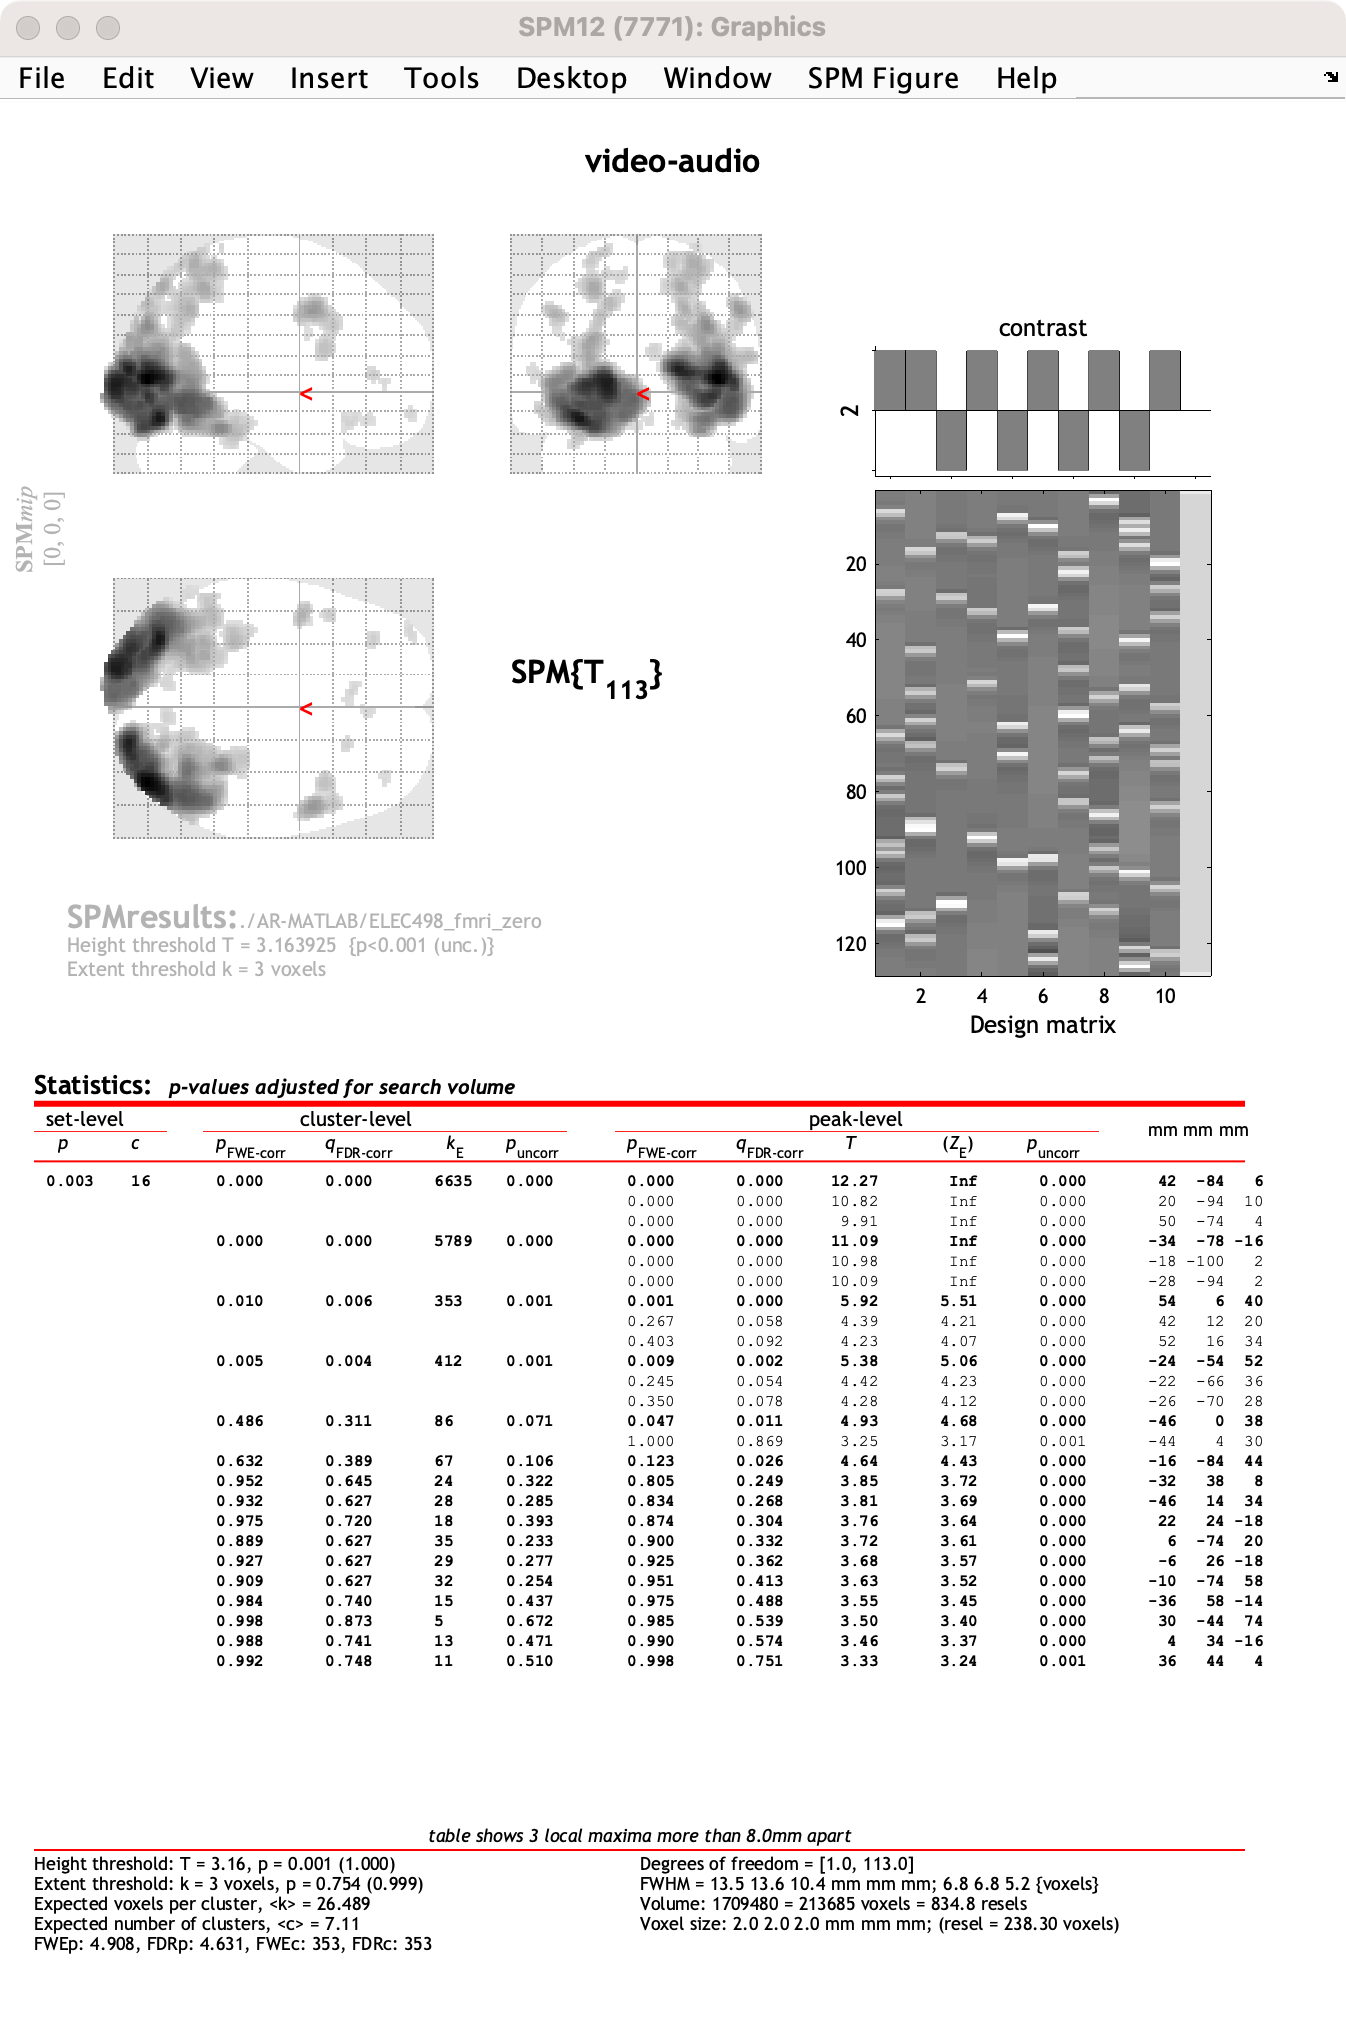 SPM12 (7771): Graphics
File Edit View Insert Tools Desktop Window SPM Figure Help
video-audio
<
<
<
SPMmip
[0, 0, 0]
SPM{T113}
contrast
2
20
40
60
80
100
120
2 4 6 8 10
Design matrix
SPMresults: ./AR-MATLAB/ELEC498_fmri_zero
Height threshold T = 3.163925 {p<0.001 (unc.)}
Extent threshold k = 3 voxels
Statistics: p-values adjusted for search volume
set-level cluster-level peak-level mm mm mm
p c pFWE-corr qFDR-corr kE puncorr pFWE-corr qFDR-corr T (ZE) puncorr
0.003 16 0.000 0.000 6635 0.000 0.000 0.000 12.27 Inf 0.000 42 -84 6
0.000 0.000 10.82 Inf 0.000 20 -94 10
0.000 0.000 9.91 Inf 0.000 50 -74 4
0.000 0.000 5789 0.000 0.000 0.000 11.09 Inf 0.000 -34 -78 -16
0.000 0.000 10.98 Inf 0.000 -18 -100 2
0.000 0.000 10.09 Inf 0.000 -28 -94 2
0.010 0.006 353 0.001 0.001 0.000 5.92 5.51 0.000 54 6 40
0.267 0.058 4.39 4.21 0.000 42 12 20
0.403 0.092 4.23 4.07 0.000 52 16 34
0.005 0.004 412 0.001 0.009 0.002 5.38 5.06 0.000 -24 -54 52
0.245 0.054 4.42 4.23 0.000 -22 -66 36
0.350 0.078 4.28 4.12 0.000 -26 -70 28
0.486 0.311 86 0.071 0.047 0.011 4.93 4.68 0.000 -46 0 38
1.000 0.869 3.25 3.17 0.001 -44 4 30
0.632 0.389 67 0.106 0.123 0.026 4.64 4.43 0.000 -16 -84 44
0.952 0.645 24 0.322 0.805 0.249 3.85 3.72 0.000 -32 38 8
0.932 0.627 28 0.285 0.834 0.268 3.81 3.69 0.000 -46 14 34
0.975 0.720 18 0.393 0.874 0.304 3.76 3.64 0.000 22 24 -18
0.889 0.627 35 0.233 0.900 0.332 3.72 3.61 0.000 6 -74 20
0.927 0.627 29 0.277 0.925 0.362 3.68 3.57 0.000 -6 26 -18
0.909 0.627 32 0.254 0.951 0.413 3.63 3.52 0.000 -10 -74 58
0.984 0.740 15 0.437 0.975 0.488 3.55 3.45 0.000 -36 58 -14
0.998 0.873 5 0.672 0.985 0.539 3.50 3.40 0.000 30 -44 74
0.988 0.741 13 0.471 0.990 0.574 3.46 3.37 0.000 4 34 -16
0.992 0.748 11 0.510 0.998 0.751 3.33 3.24 0.001 36 44 4
table shows 3 local maxima more than 8.0mm apart
Height threshold: T = 3.16, p = 0.001 (1.000)
Extent threshold: k = 3 voxels, p = 0.754 (0.999)
Expected voxels per cluster, <k> = 26.489
Expected number of clusters, <c> = 7.11
FWEp: 4.908, FDRp: 4.631, FWEc: 353, FDRc: 353
Degrees of freedom = [1.0, 113.0]
FWHM = 13.5 13.6 10.4 mm mm mm; 6.8 6.8 5.2 {voxels}
Volume: 1709480 = 213685 voxels = 834.8 resels
Voxel size: 2.0 2.0 2.0 mm mm mm; (resel = 238.30 voxels)